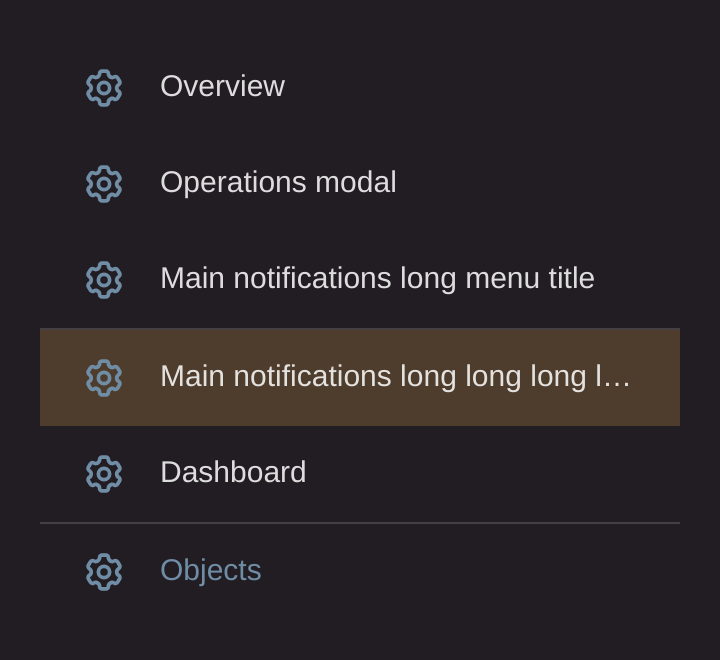 Overview
Operations modal
Main notifications long menu title
Main notifications long long long l…
Dashboard
Objects